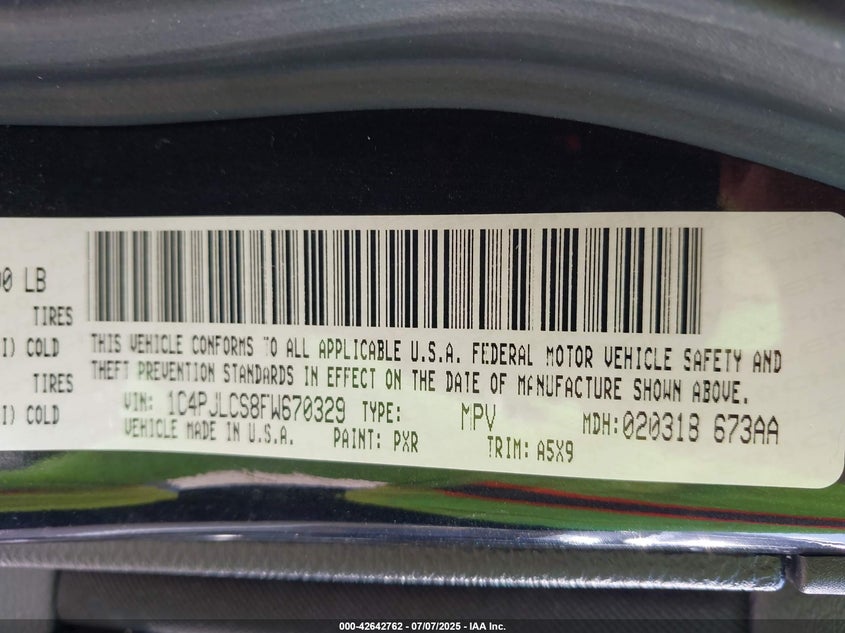 00 LB
TIRES
I) COLD
TIRES
I) COLD
THIS VEHICLE CONFORMS TO ALL APPLICABLE U.S.A. FEDERAL MOTOR VEHICLE SAFETY AND
THEFT PREVENTION STANDARDS IN EFFECT ON THE DATE OF MANUFACTURE SHOWN ABOVE.
VIN: 1C4PJLCS8FW670329 TYPE: MPV MDH:020318 673AA
VEHICLE MADE IN U.S.A. PAINT: PXR TRIM: A5X9
000-42642762 - 07/07/2025 - IAA Inc.